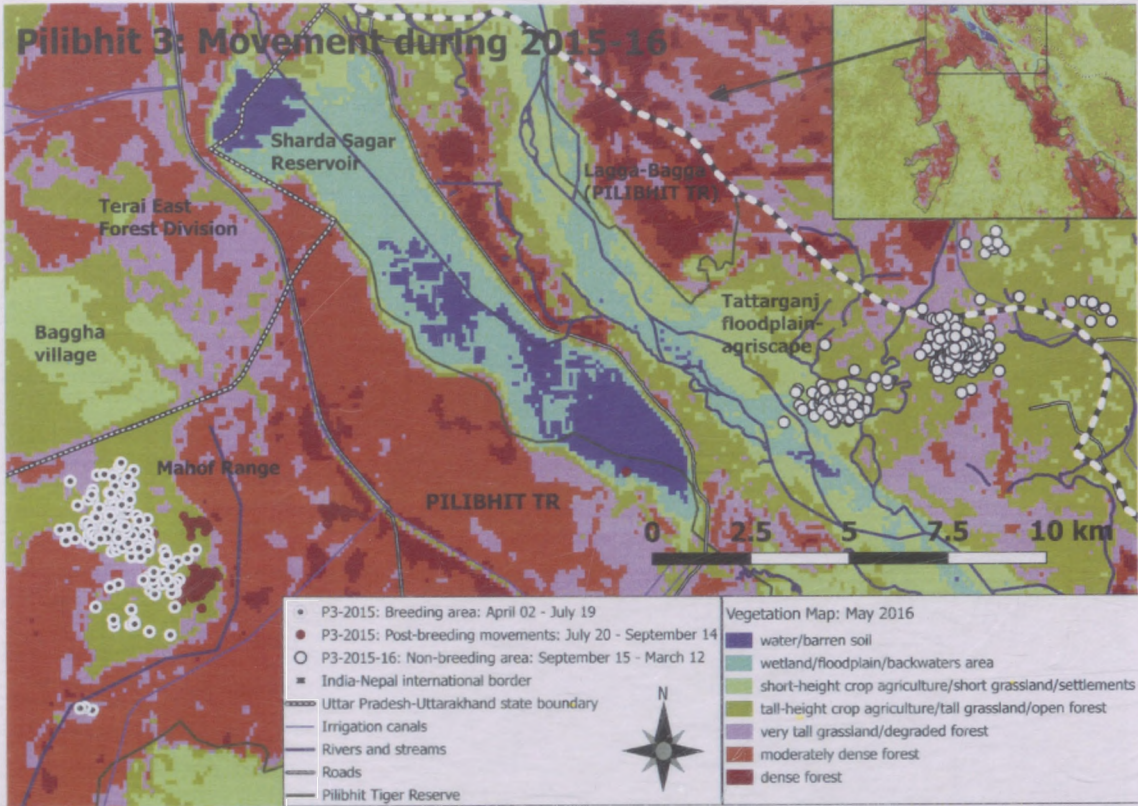 Pilibhit 3: Movement during 2015-16
Sharda Sagar
Reservoir
Lagga-Bagga
(PILIBHIT TR)
Terai East
Forest Division
Tattarganj
floodplain-
agriscape
Baggha
village
Mahof Range
PILIBHIT TR
0 2.5 5 7.5 10 km
P3-2015: Breeding area: April 02 - July 19
P3-2015: Post-breeding movements: July 20 - September 14
P3-2015-16: Non-breeding area: September 15 - March 12
India-Nepal international border
Uttar Pradesh-Uttarakhand state boundary
Irrigation canals
Rivers and streams
Roads
Pilibhit Tiger Reserve
N
Vegetation Map: May 2016
water/barren soil
wetland/floodplain/backwaters area
short-height crop agriculture/short grassland/settlements
tall-height crop agriculture/tall grassland/open forest
very tall grassland/degraded forest
moderately dense forest
dense forest